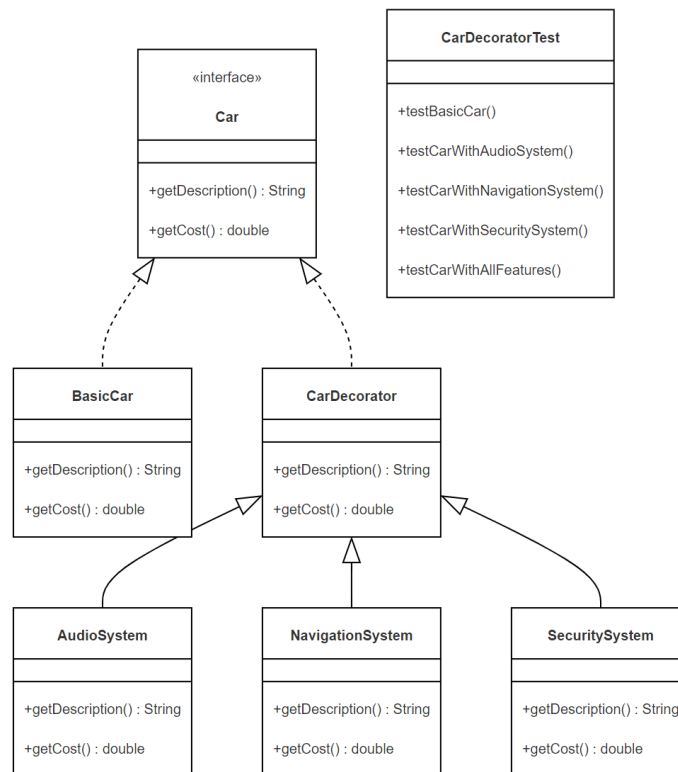 «interface»
Car
+getDescription() : String
+getCost() : double
CarDecoratorTest
+testBasicCar()
+testCarWithAudioSystem()
+testCarWithNavigationSystem()
+testCarWithSecuritySystem()
+testCarWithAllFeatures()
BasicCar
+getDescription() : String
+getCost() : double
CarDecorator
+getDescription() : String
+getCost() : double
AudioSystem
+getDescription() : String
+getCost() : double
NavigationSystem
+getDescription() : String
+getCost() : double
SecuritySystem
+getDescription() : String
+getCost() : double